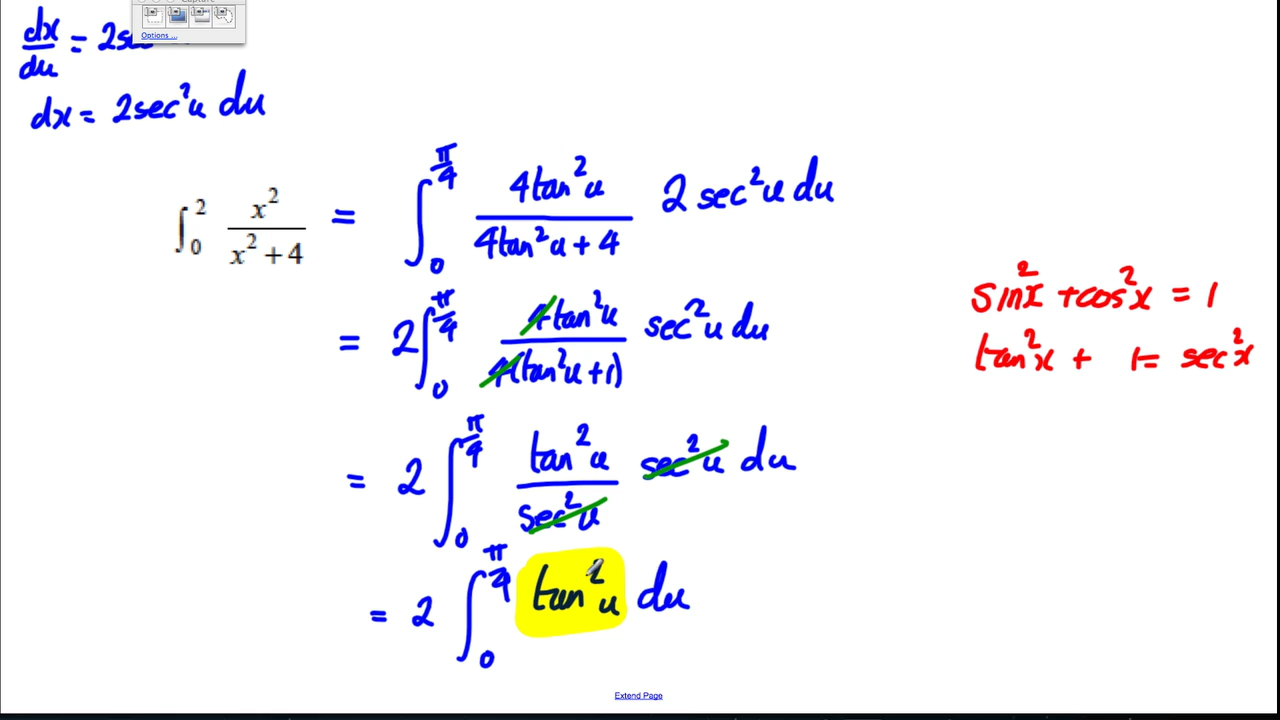 Capture
Options ...
dx/du = 2sec
dx = 2sec²u du
∫₀² x²/(x² + 4) = ∫₀^(π/4) 4tan²u/(4tan²u + 4) 2 sec²u du
= 2 ∫₀^(π/4) 4tan²u/(4(tan²u + 1)) sec²u du
= 2 ∫₀^(π/4) tan²u/sec²u sec²u du
= 2 ∫₀^(π/4) tan²u du
sin²x + cos²x = 1
tan²x + 1 = sec²x
Extend Page